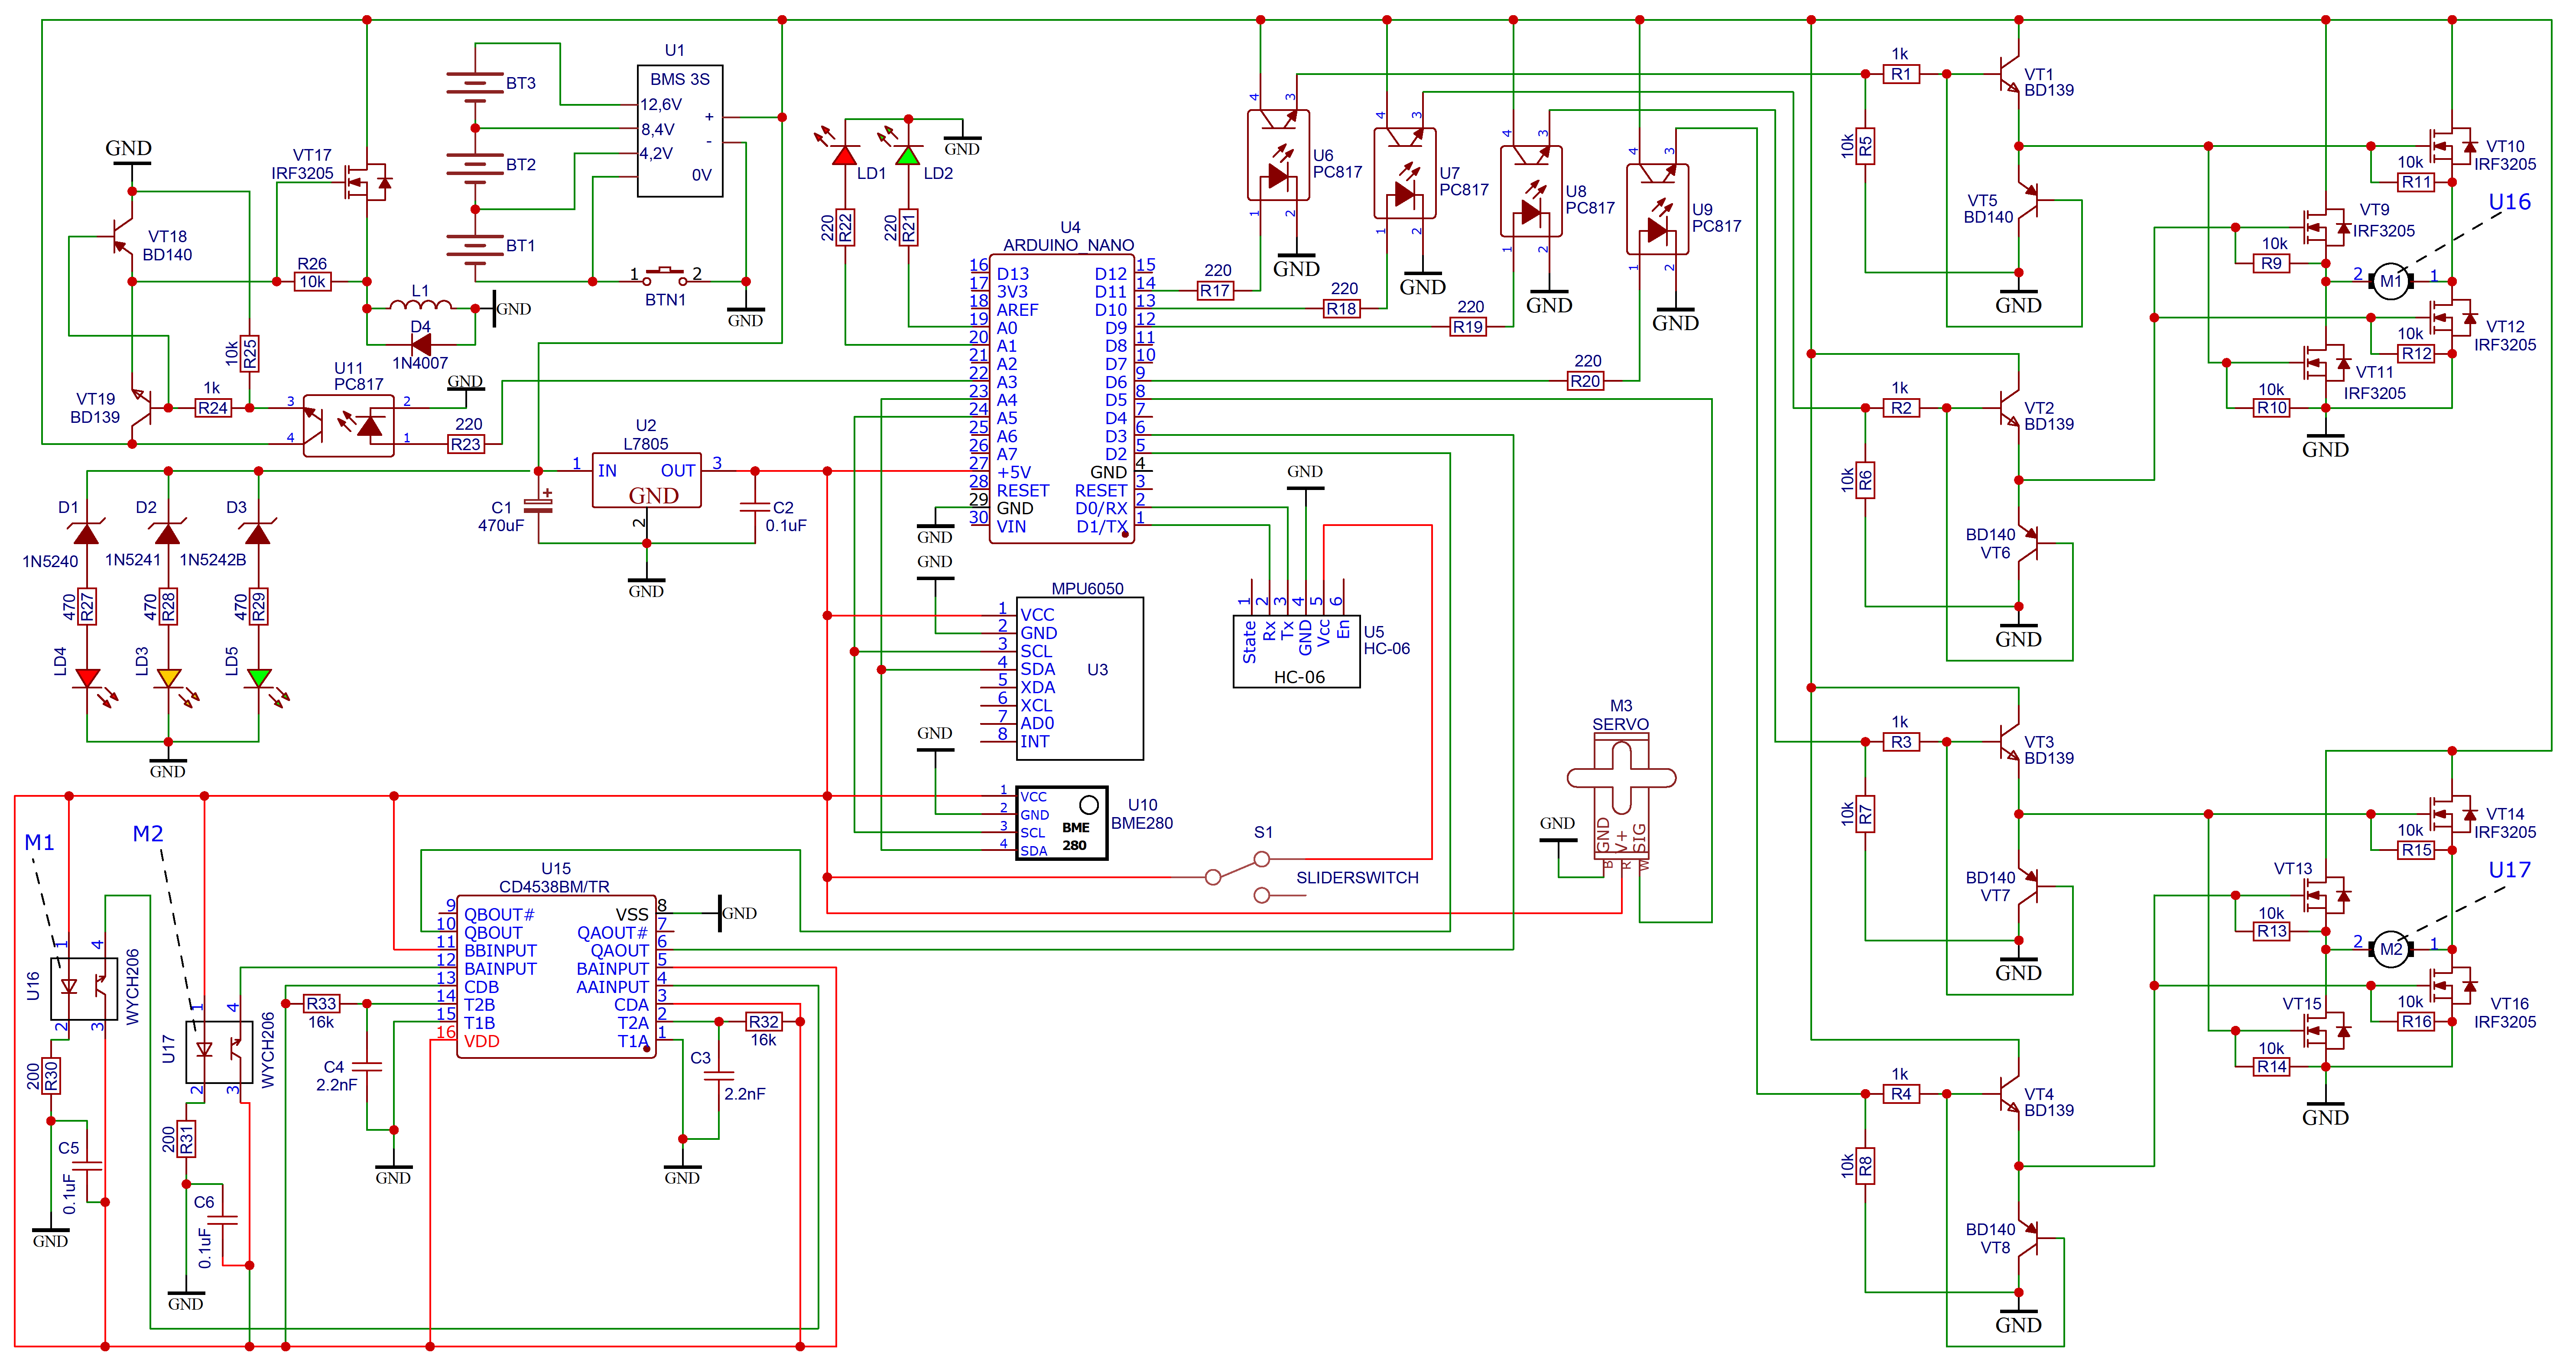 U1
BMS 3S
12,6V
8,4V
4,2V
0V
+
-
BT3
BT2
BT1
1
2
BTN1
GND
GND
VT17
IRF3205
VT18
BD140
R26
10k
L1
GND
D4
1N4007
10k
R25
U11
PC817
GND
VT19
BD139
1k
R24
3
4
2
1
220
R23
LD1
LD2
GND
220
R22
220
R21
U2
L7805
1
IN
OUT
3
GND
2
C1
470uF
+
C2
0.1uF
GND
D1
1N5240
D2
1N5241
D3
1N5242B
470
R27
470
R28
470
R29
LD4
LD3
LD5
GND
U4
ARDUINO_NANO
16 D13
17 3V3
18 AREF
19 A0
20 A1
21 A2
22 A3
23 A4
24 A5
25 A6
26 A7
27 +5V
28 RESET
29 GND
30 VIN
D12 15
D11 14
D10 13
D9 12
D8 11
D7 10
D6 9
D5 8
D4 7
D3 6
D2 5
GND 4
RESET 3
D0/RX 2
D1/TX 1
GND
GND
MPU6050
1 VCC
2 GND
3 SCL
4 SDA
5 XDA
6 XCL
7 AD0
8 INT
U3
GND
1 VCC
2 GND
3 SCL
4 SDA
BME
280
U10
BME280
GND
1 2 3 4 5 6
State Rx Tx GND Vcc En
HC-06
U5
HC-06
S1
SLIDERSWITCH
M3
SERVO
GND
GND V+ SIG
B R W
220
R17
220
R18
220
R19
220
R20
4 3
1 2
U6
PC817
GND
4 3
1 2
U7
PC817
GND
4 3
1 2
U8
PC817
GND
4 3
1 2
U9
PC817
GND
1k
R1
10k
R5
VT1
BD139
VT5
BD140
GND
1k
R2
10k
R6
VT2
BD139
BD140
VT6
GND
1k
R3
10k
R7
VT3
BD139
BD140
VT7
GND
1k
R4
10k
R8
VT4
BD139
BD140
VT8
GND
VT10
IRF3205
10k
R11
U16
VT9
IRF3205
10k
R9
2
M1
1
VT12
IRF3205
10k
R12
VT11
IRF3205
10k
R10
GND
VT14
IRF3205
10k
R15
U17
VT13
10k
R13
2
M2
1
VT16
IRF3205
10k
R16
VT15
10k
R14
GND
M1
M2
U16
1 4
2 3
WYCH206
200
R30
C5
0.1uF
GND
U17
1 4
2 3
WYCH206
200
R31
C6
0.1uF
GND
U15
CD4538BM/TR
9 QBOUT#
10 QBOUT
11 BBINPUT
12 BAINPUT
13 CDB
14 T2B
15 T1B
16 VDD
VSS 8
QAOUT# 7
QAOUT 6
BAINPUT 5
AAINPUT 4
CDA 3
T2A 2
T1A 1
GND
R33
16k
C4
2.2nF
GND
R32
16k
C3
2.2nF
GND